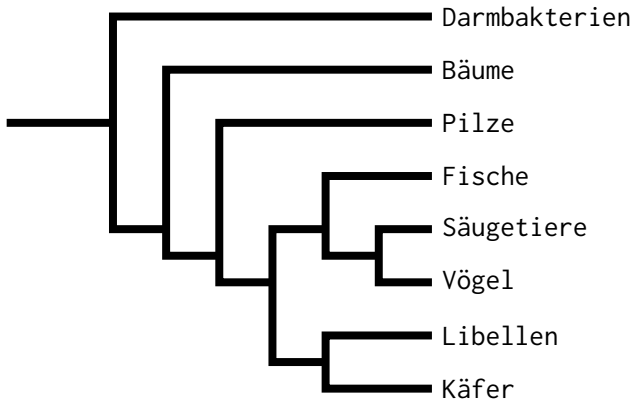 Darmbakterien
Bäume
Pilze
Fische
Säugetiere
Vögel
Libellen
Käfer